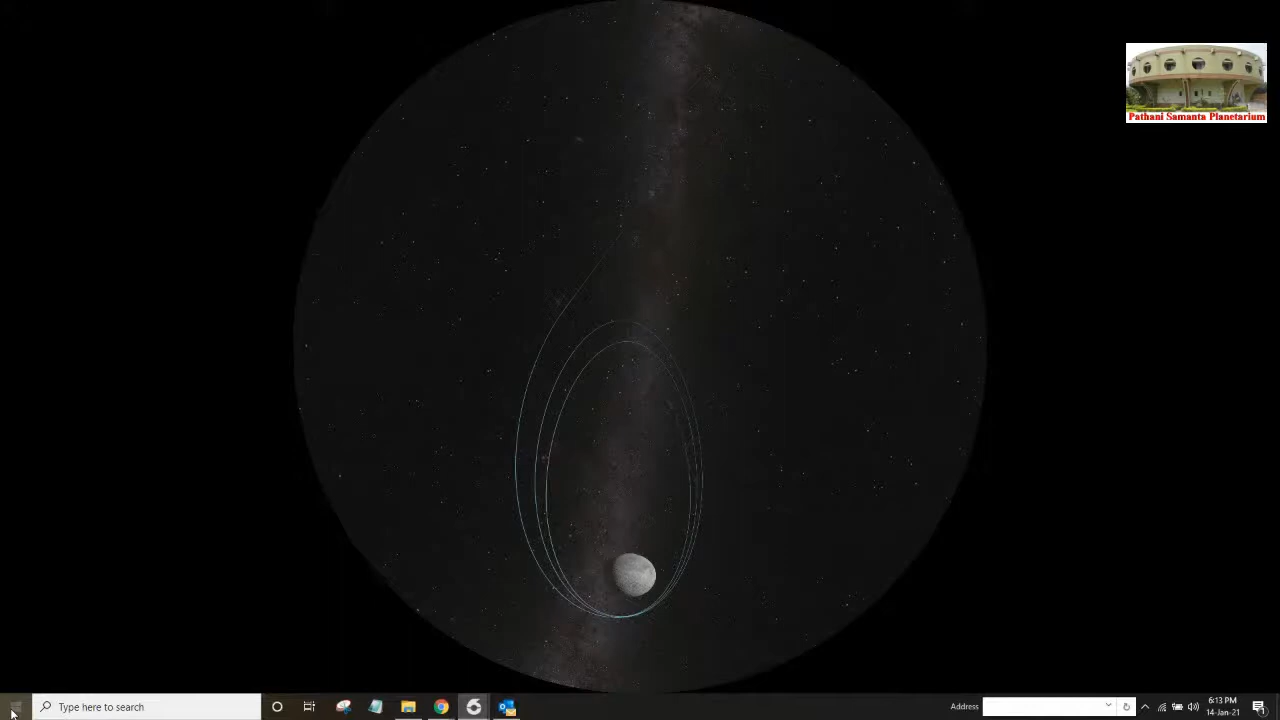 Pathani Samanta Planetarium
Type here to search
Address
6:13 PM
14-Jan-21